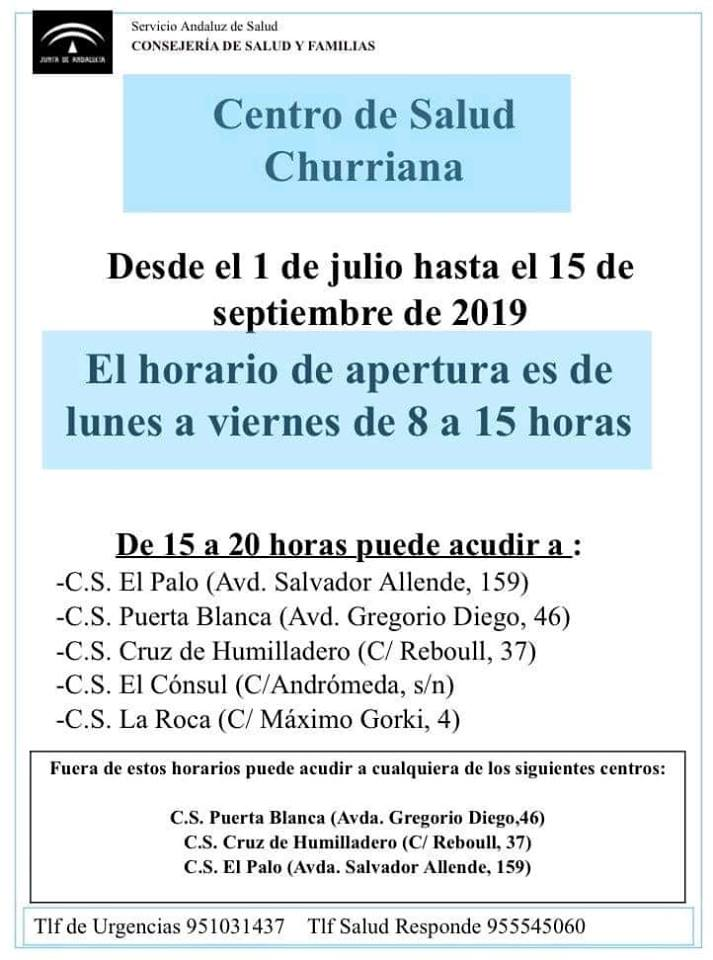 JUNTA DE ANDALUCIA
Servicio Andaluz de Salud
CONSEJERÍA DE SALUD Y FAMILIAS
Centro de Salud
Churriana
Desde el 1 de julio hasta el 15 de
septiembre de 2019
El horario de apertura es de
lunes a viernes de 8 a 15 horas
De 15 a 20 horas puede acudir a :
-C.S. El Palo (Avd. Salvador Allende, 159)
-C.S. Puerta Blanca (Avd. Gregorio Diego, 46)
-C.S. Cruz de Humilladero (C/ Reboull, 37)
-C.S. El Cónsul (C/Andrómeda, s/n)
-C.S. La Roca (C/ Máximo Gorki, 4)
Fuera de estos horarios puede acudir a cualquiera de los siguientes centros:
C.S. Puerta Blanca (Avda. Gregorio Diego,46)
C.S. Cruz de Humilladero (C/ Reboull, 37)
C.S. El Palo (Avda. Salvador Allende, 159)
Tlf de Urgencias 951031437 Tlf Salud Responde 955545060